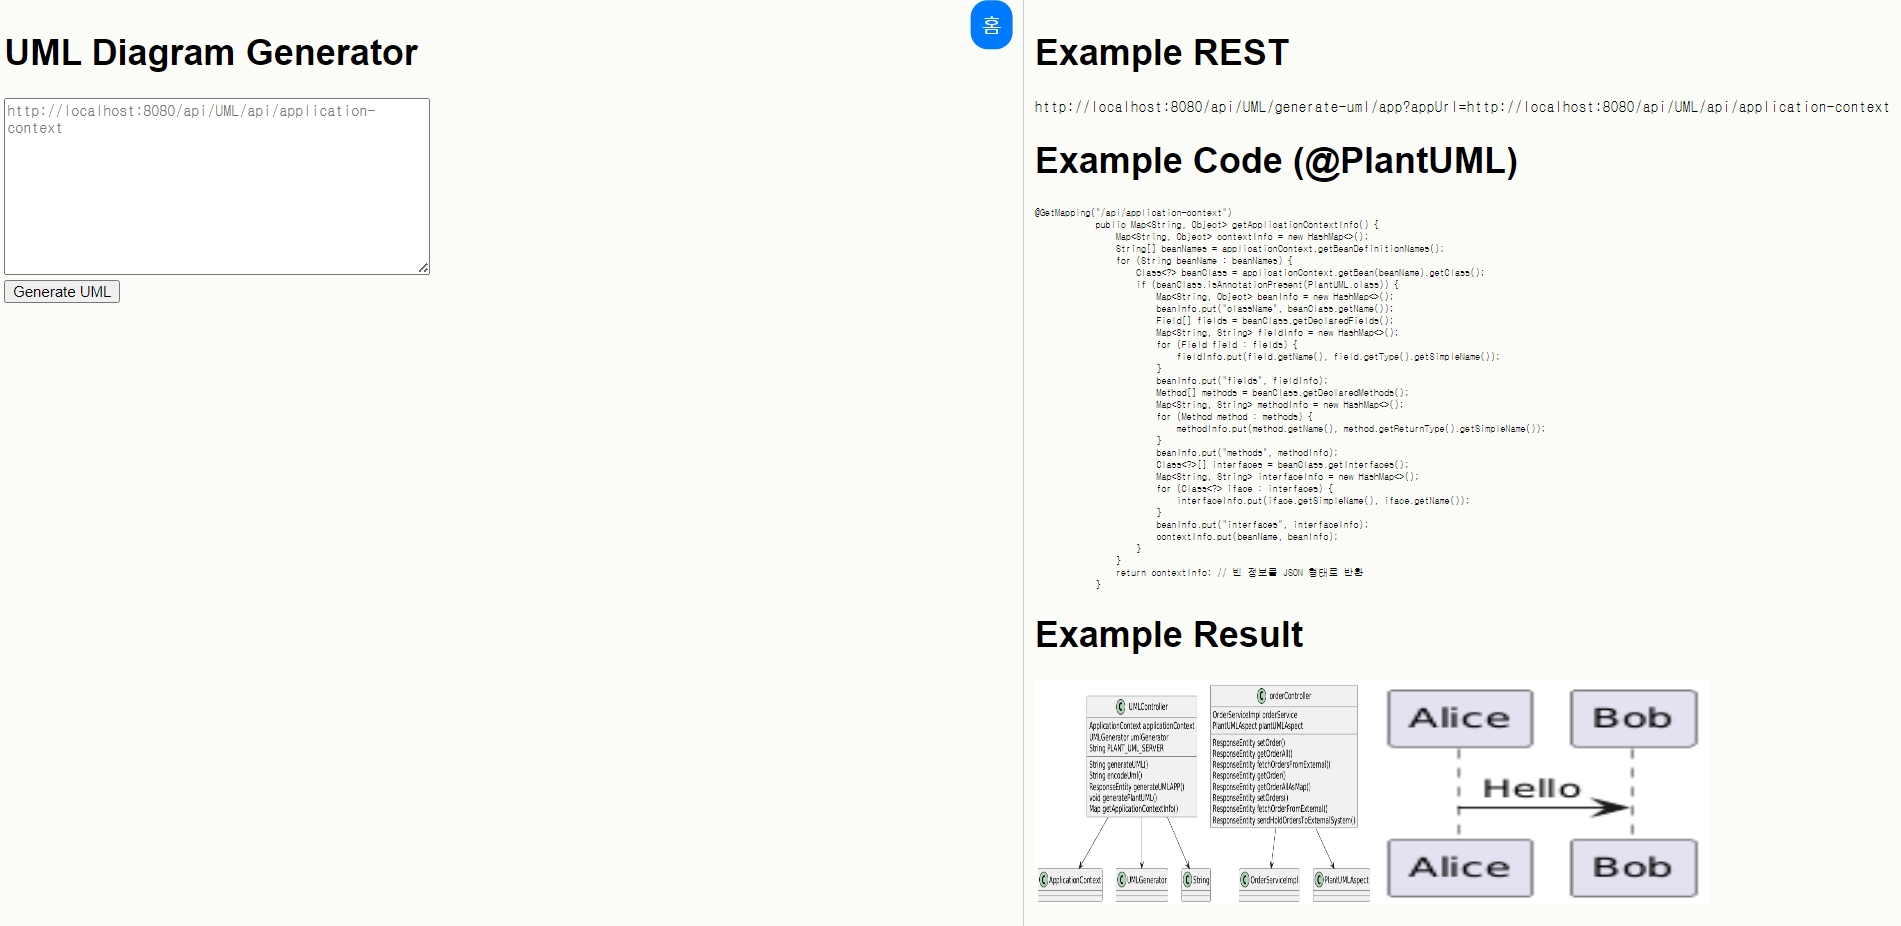 홈
UML Diagram Generator
http://localhost:8080/api/UML/api/application-
context
Generate UML
Example REST
http://localhost:8080/api/UML/generate-uml/app?appUrl=http://localhost:8080/api/UML/api/application-context
Example Code (@PlantUML)
@GetMapping("/api/application-context")
public Map<String, Object> getApplicationContextInfo() {
Map<String, Object> contextInfo = new HashMap<>();
String[] beanNames = applicationContext.getBeanDefinitionNames();
for (String beanName : beanNames) {
Class<?> beanClass = applicationContext.getBean(beanName).getClass();
if (beanClass.isAnnotationPresent(PlantUML.class)) {
Map<String, Object> beanInfo = new HashMap<>();
beanInfo.put("className", beanClass.getName());
Field[] fields = beanClass.getDeclaredFields();
Map<String, String> fieldInfo = new HashMap<>();
for (Field field : fields) {
fieldInfo.put(field.getName(), field.getType().getSimpleName());
}
beanInfo.put("fields", fieldInfo);
Method[] methods = beanClass.getDeclaredMethods();
Map<String, String> methodInfo = new HashMap<>();
for (Method method : methods) {
methodInfo.put(method.getName(), method.getReturnType().getSimpleName());
}
beanInfo.put("methods", methodInfo);
Class<?>[] interfaces = beanClass.getInterfaces();
Map<String, String> interfaceInfo = new HashMap<>();
for (Class<?> iface : interfaces) {
interfaceInfo.put(iface.getSimpleName(), iface.getName());
}
beanInfo.put("interfaces", interfaceInfo);
contextInfo.put(beanName, beanInfo);
}
}
return contextInfo; // 빈 정보를 JSON 형태로 반환
}
Example Result
C UMLController
ApplicationContext applicationContext
UMLGenerator umlGenerator
String PLANT_UML_SERVER
String generateUML()
String encodeUml()
ResponseEntity generateUMLAPP()
void generatePlantUML()
Map getApplicationContextInfo()
C ApplicationContext
C UMLGenerator
C String
C orderController
OrderServiceImpl orderService
PlantUMLAspect plantUMLAspect
ResponseEntity setOrder()
ResponseEntity getOrderAll()
ResponseEntity fetchOrdersFromExternal()
ResponseEntity getOrder()
ResponseEntity getOrderAllAsMap()
ResponseEntity setOrders()
ResponseEntity fetchOrderFromExternal()
ResponseEntity sendHoldOrdersToExternalSystem()
C OrderServiceImpl
C PlantUMLAspect
Alice
Bob
Hello
Alice
Bob